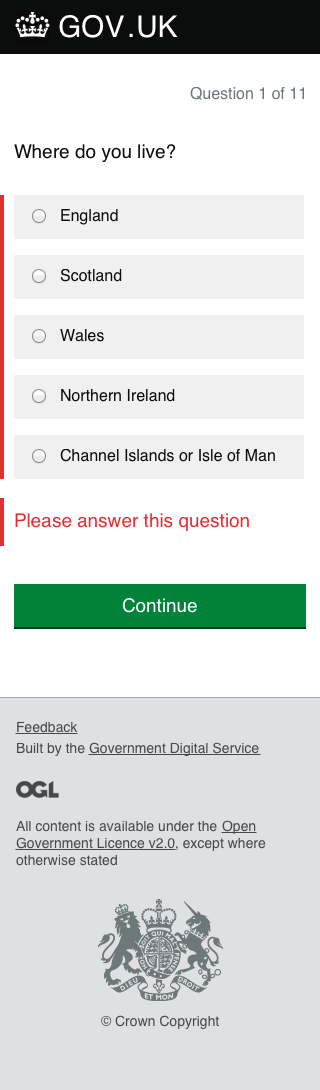 GOV.UK
Question 1 of 11
Where do you live?
England
Scotland
Wales
Northern Ireland
Channel Islands or Isle of Man
Please answer this question
Continue
Feedback
Built by the Government Digital Service
OGL
All content is available under the Open
Government Licence v2.0, except where
otherwise stated
DIEU ET MON DROIT
© Crown Copyright